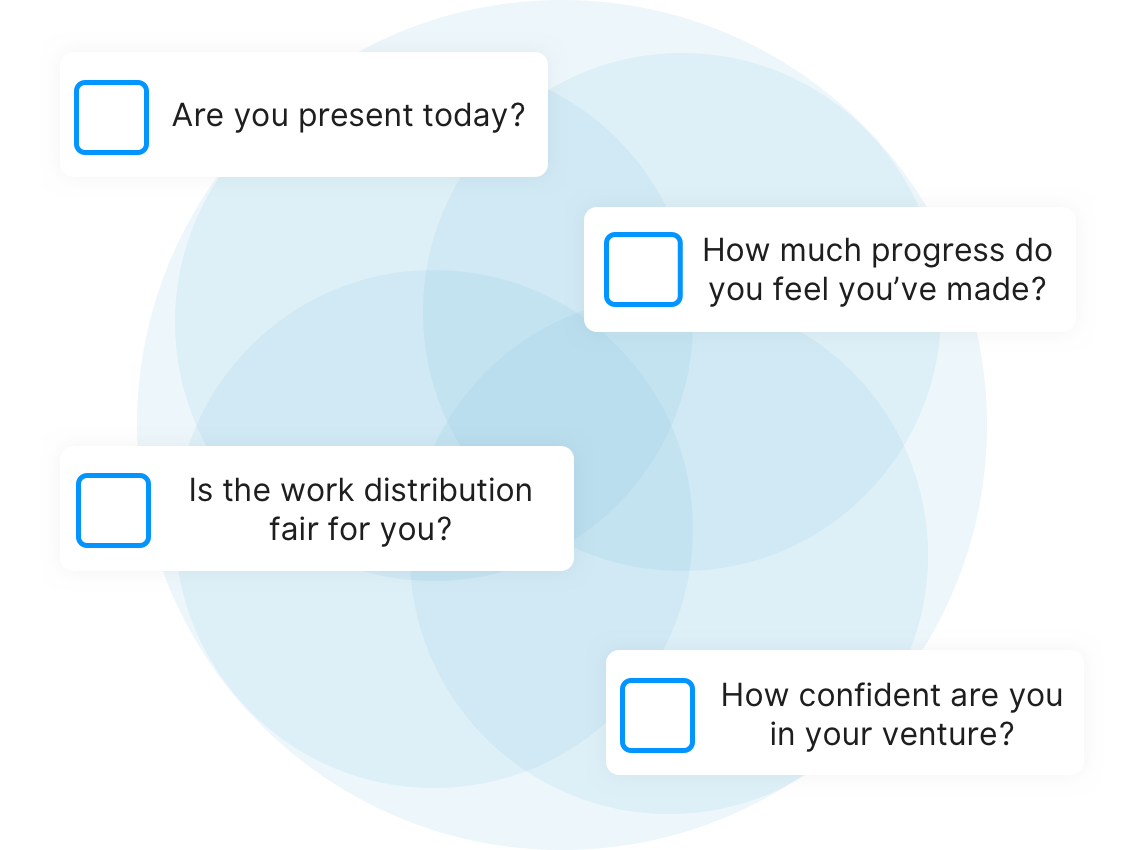 Are you present today?
How much progress do
you feel you’ve made?
Is the work distribution
fair for you?
How confident are you
in your venture?